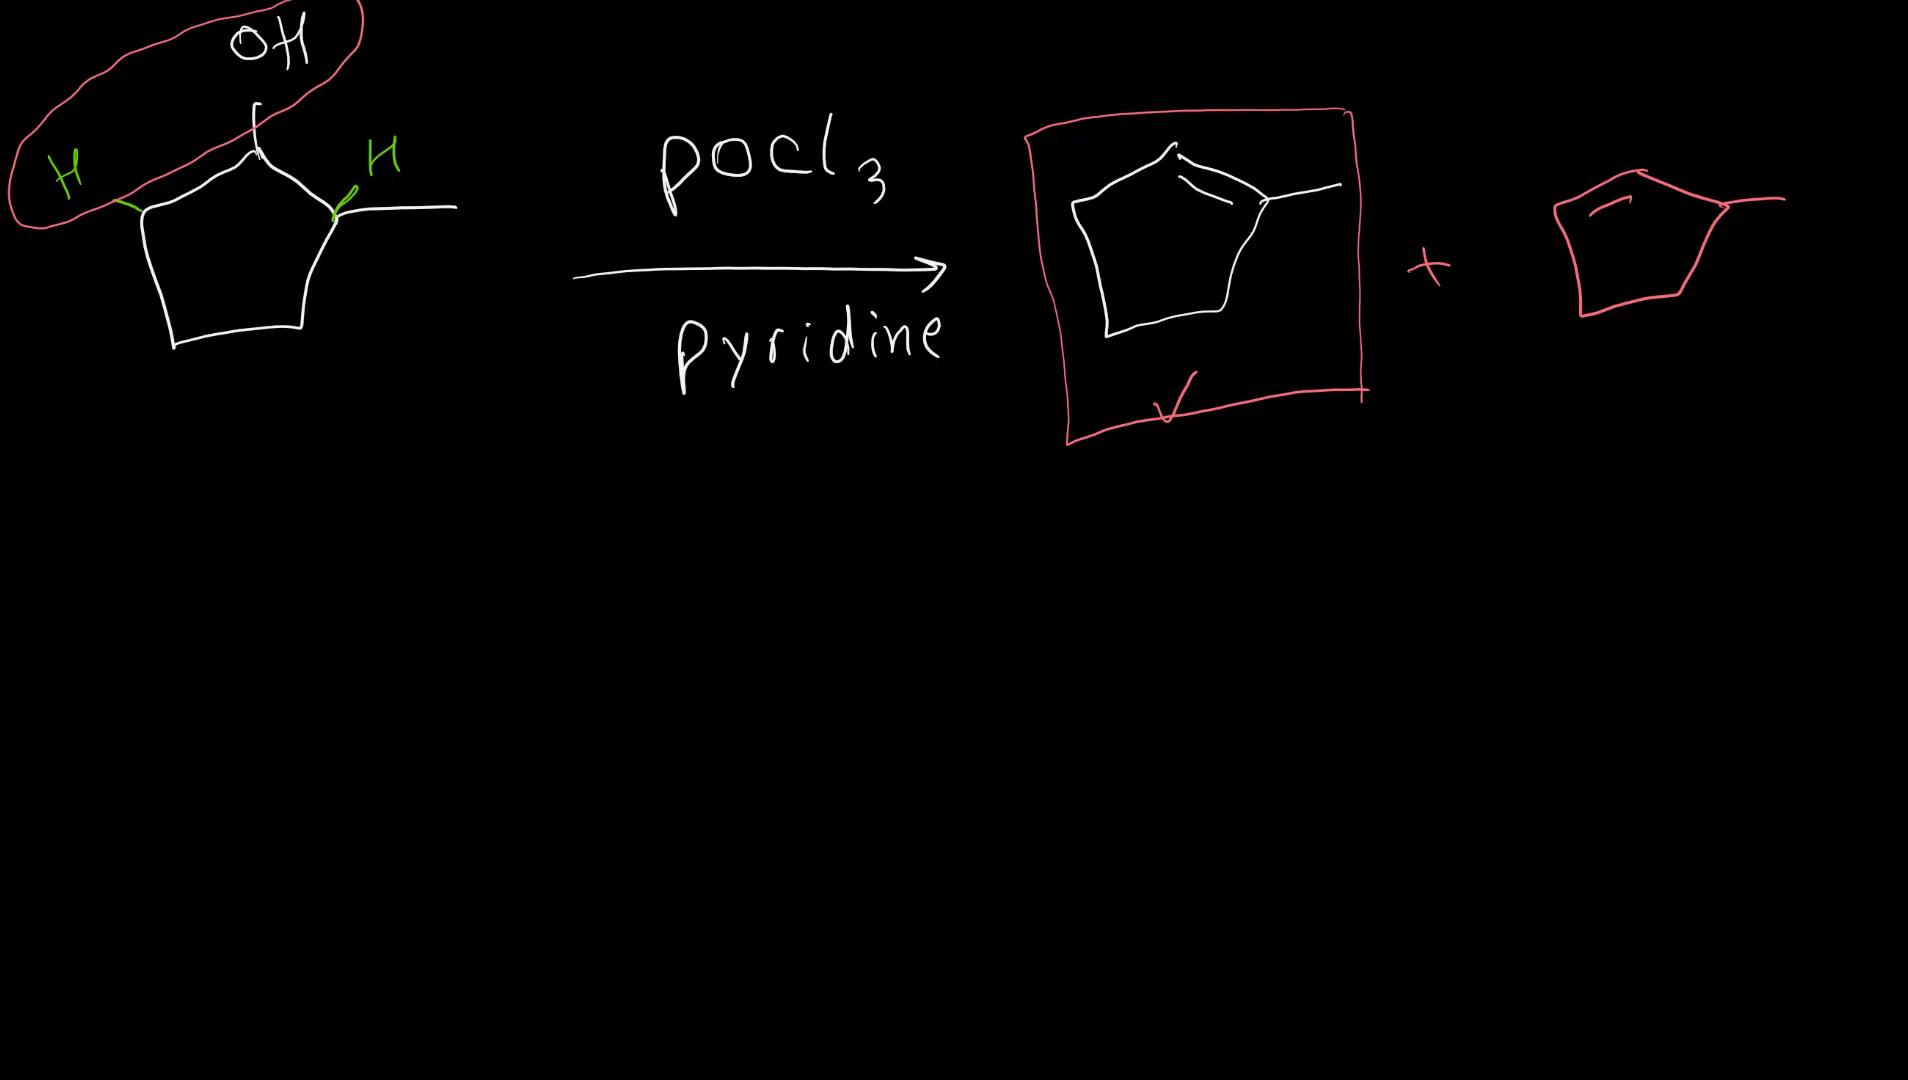 OH
H
H
POCl3
Pyridine
+